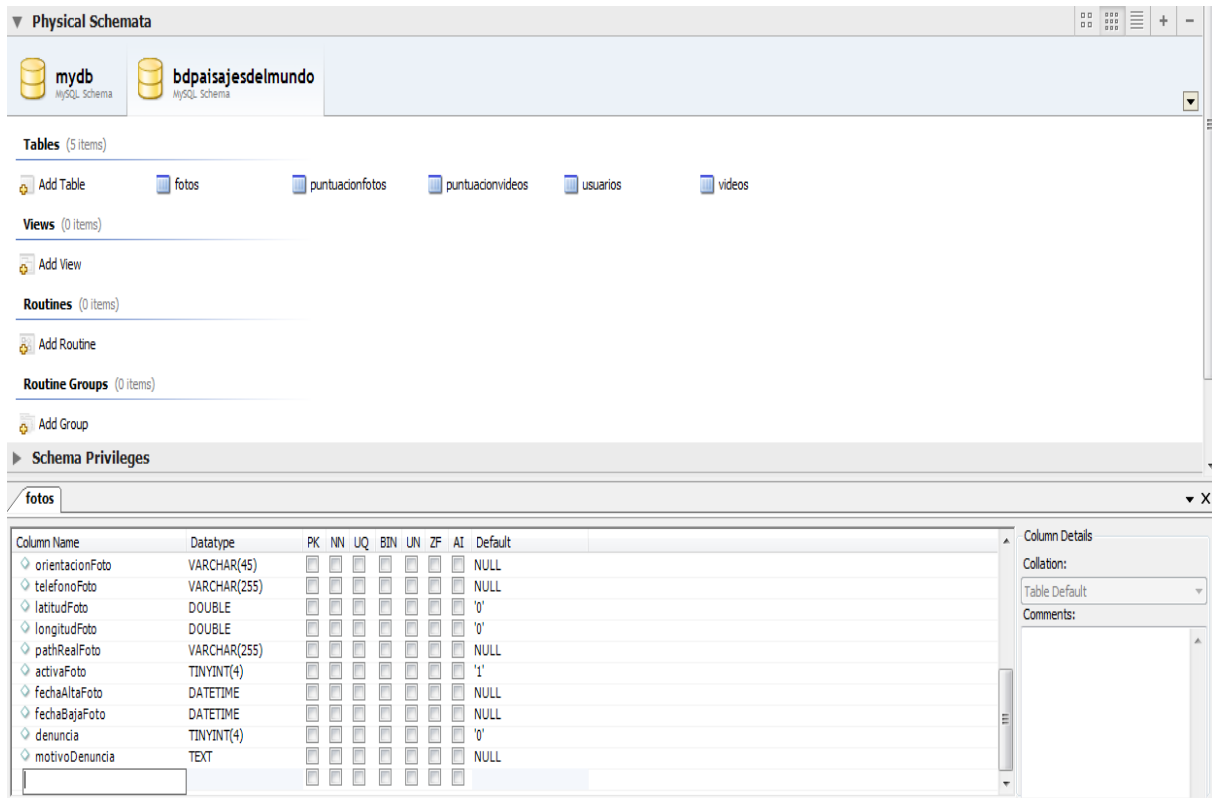 Physical Schemata
mydb
MySQL Schema
bdpaisajesdelmundo
MySQL Schema
Tables (5 items)
Add Table fotos puntuacionfotos puntuacionvideos usuarios videos
Views (0 items)
Add View
Routines (0 items)
Add Routine
Routine Groups (0 items)
Add Group
Schema Privileges
fotos X
Column Name Datatype PK NN UQ BIN UN ZF AI Default
orientacionFoto VARCHAR(45) NULL
telefonoFoto VARCHAR(255) NULL
latitudFoto DOUBLE '0'
longitudFoto DOUBLE '0'
pathRealFoto VARCHAR(255) NULL
activaFoto TINYINT(4) '1'
fechaAltaFoto DATETIME NULL
fechaBajaFoto DATETIME NULL
denuncia TINYINT(4) '0'
motivoDenuncia TEXT NULL
Column Details
Collation:
Table Default
Comments: